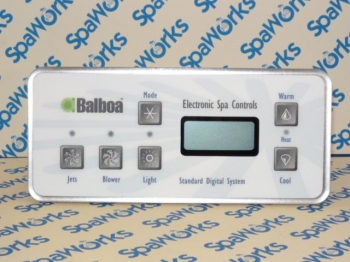 SpaWorks
Balboa
Mode
Electronic Spa Controls
Warm
Heat
Jets
Blower
Light
Standard Digital System
Cool